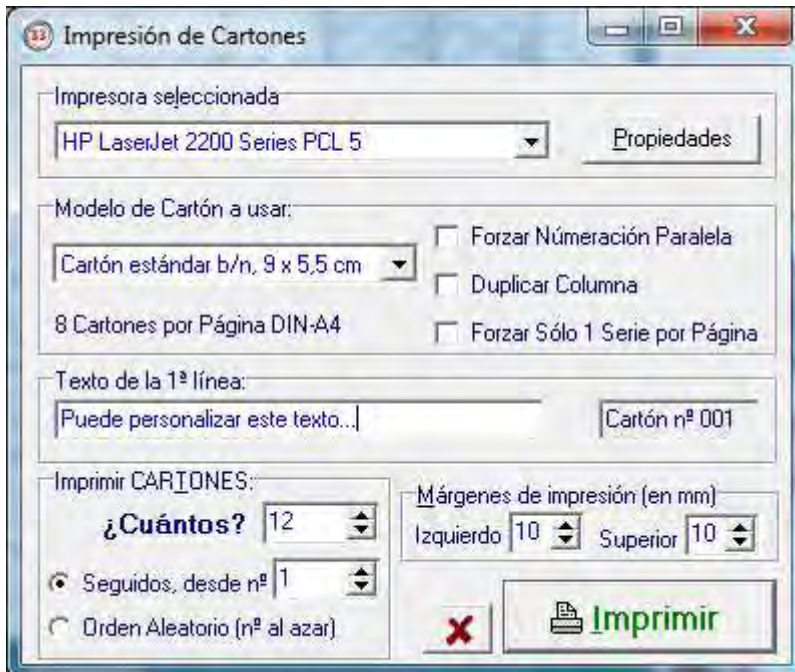 33 Impresión de Cartones
Impresora seleccionada
HP LaserJet 2200 Series PCL 5
Propiedades
Modelo de Cartón a usar:
Cartón estándar b/n, 9 x 5,5 cm
8 Cartones por Página DIN-A4
Forzar Númeración Paralela
Duplicar Columna
Forzar Sólo 1 Serie por Página
Texto de la 1ª línea:
Puede personalizar este texto...
Cartón nº 001
Imprimir CARTONES:
¿Cuántos? 12
Seguidos, desde nº 1
Orden Aleatorio (nº al azar)
Márgenes de impresión (en mm)
Izquierdo 10 Superior 10
Imprimir